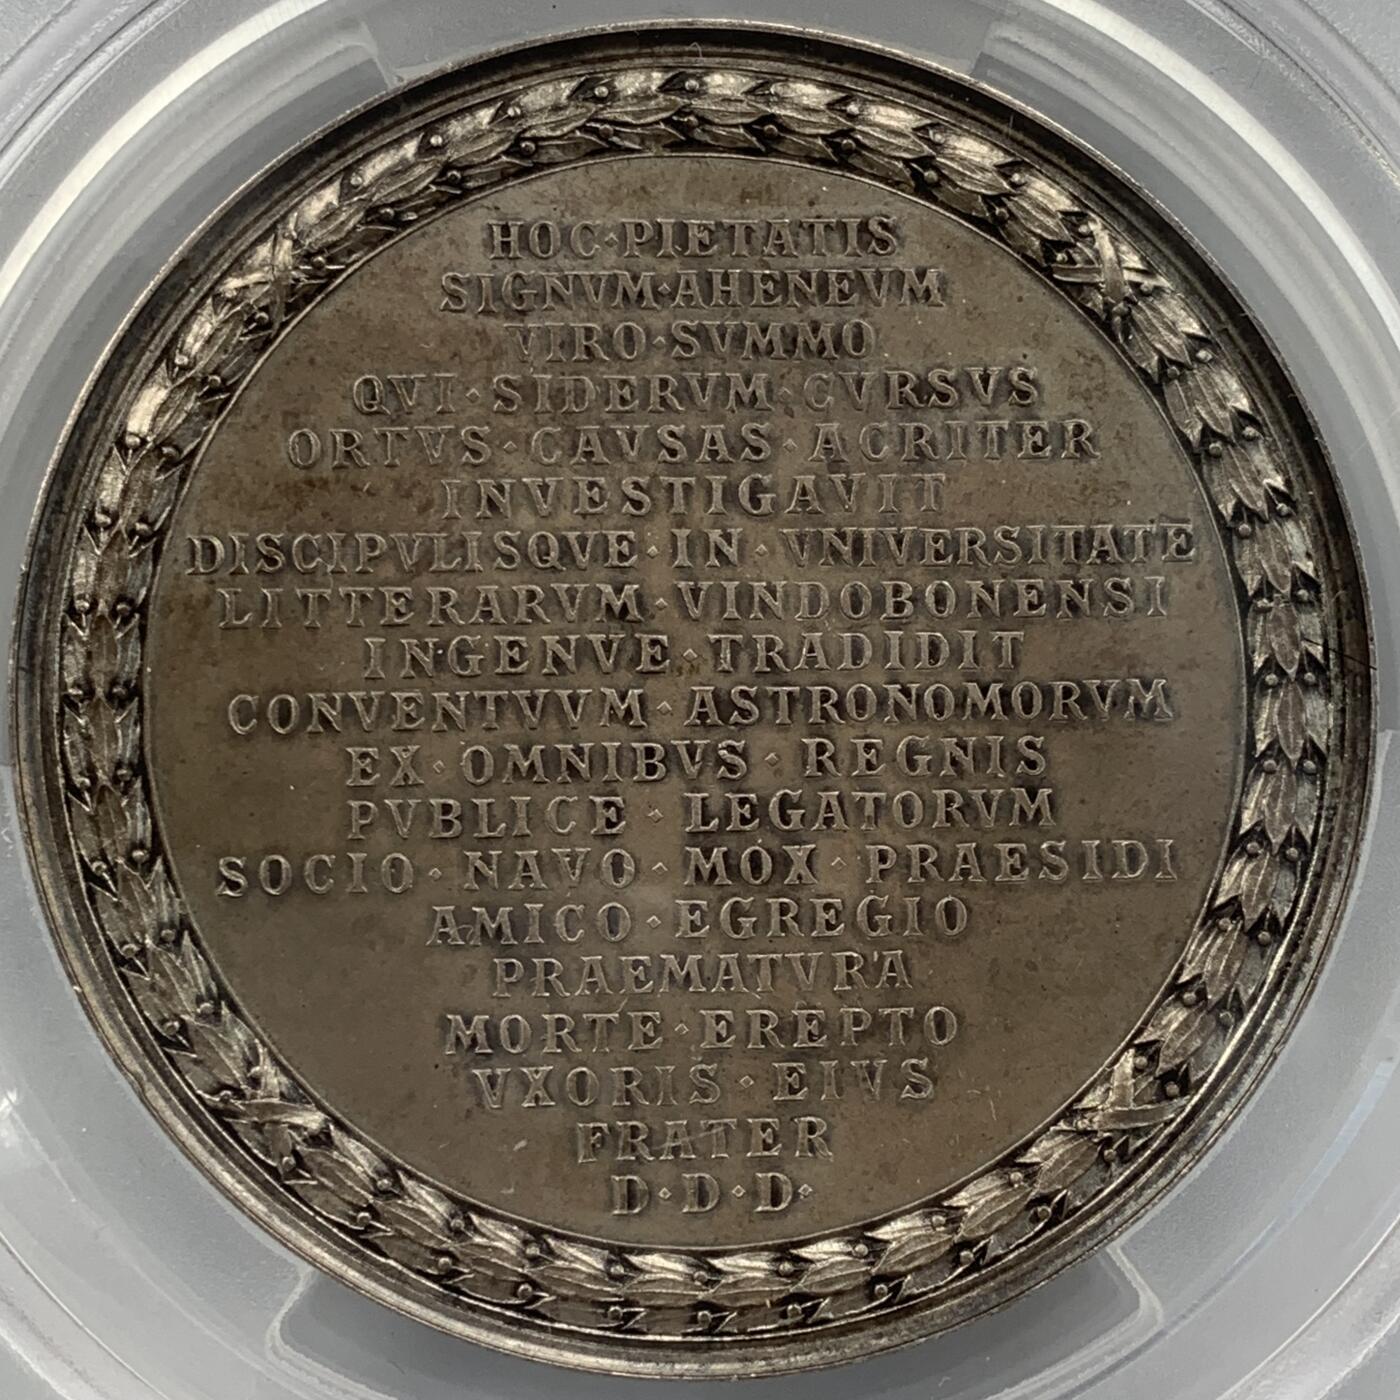 HOC·PIETATIS
SIGNVM·AHENEVM
VIRO·SVMMO
QVI·SIDERVM·CVRSVS
ORTVS·CAVSAS·ACRITER
INVESTIGAVIT
DISCIPVLISQVE·IN·VNIVERSITATE
LITTERARVM·VINDOBONENSI
INGENVE·TRADIDIT
CONVENTVVM·ASTRONOMORVM
EX·OMNIBVS·REGNIS
PVBLICE·LEGATORVM
SOCIO·NAVO·MOX·PRAESIDI
AMICO·EGREGIO
PRAEMATVRA
MORTE·EREPTO
VXORIS·EIVS
FRATER
D·D·D·